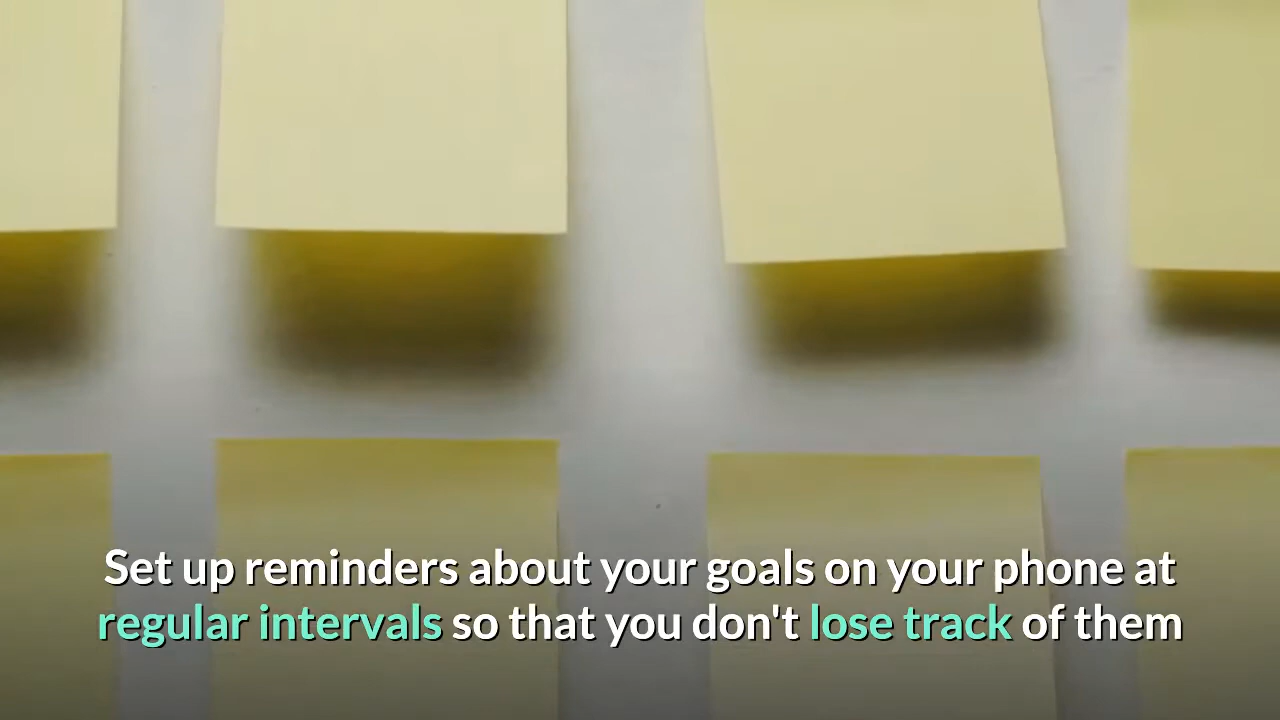 Set up reminders about your goals on your phone at
regular intervals so that you don't lose track of them